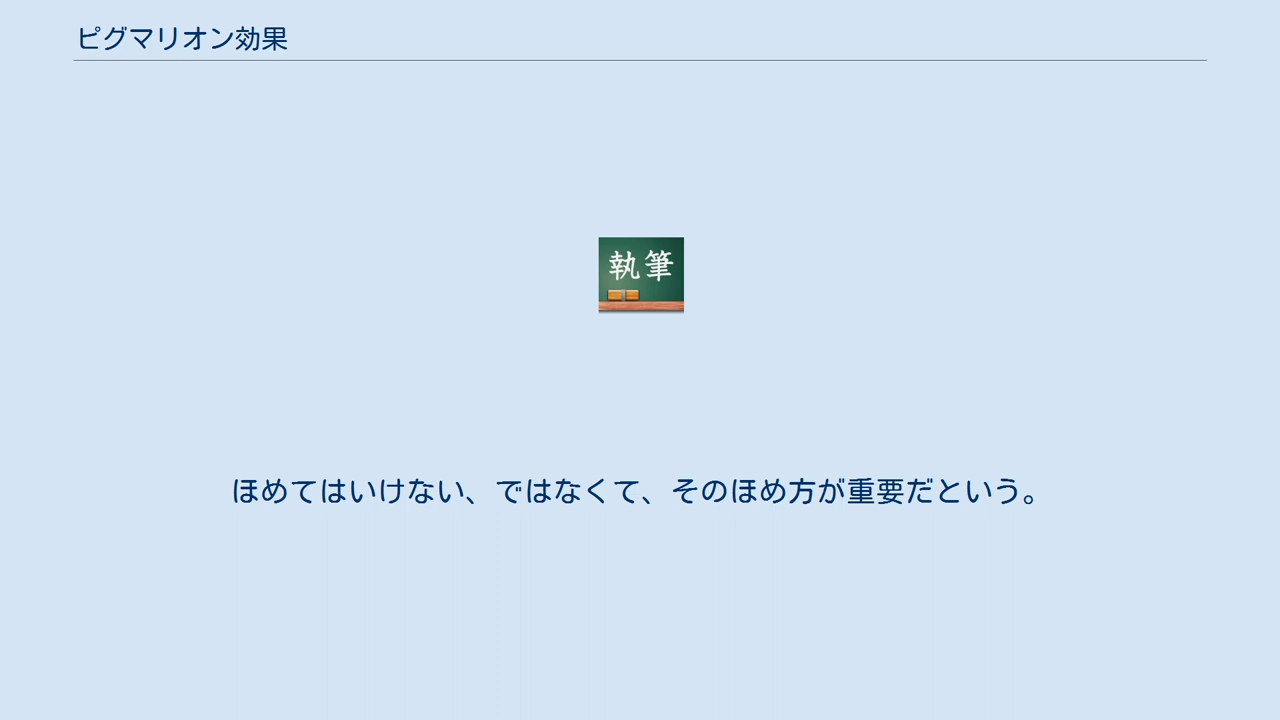 ピグマリオン効果
執筆
ほめてはいけない、ではなくて、そのほめ方が重要だという。